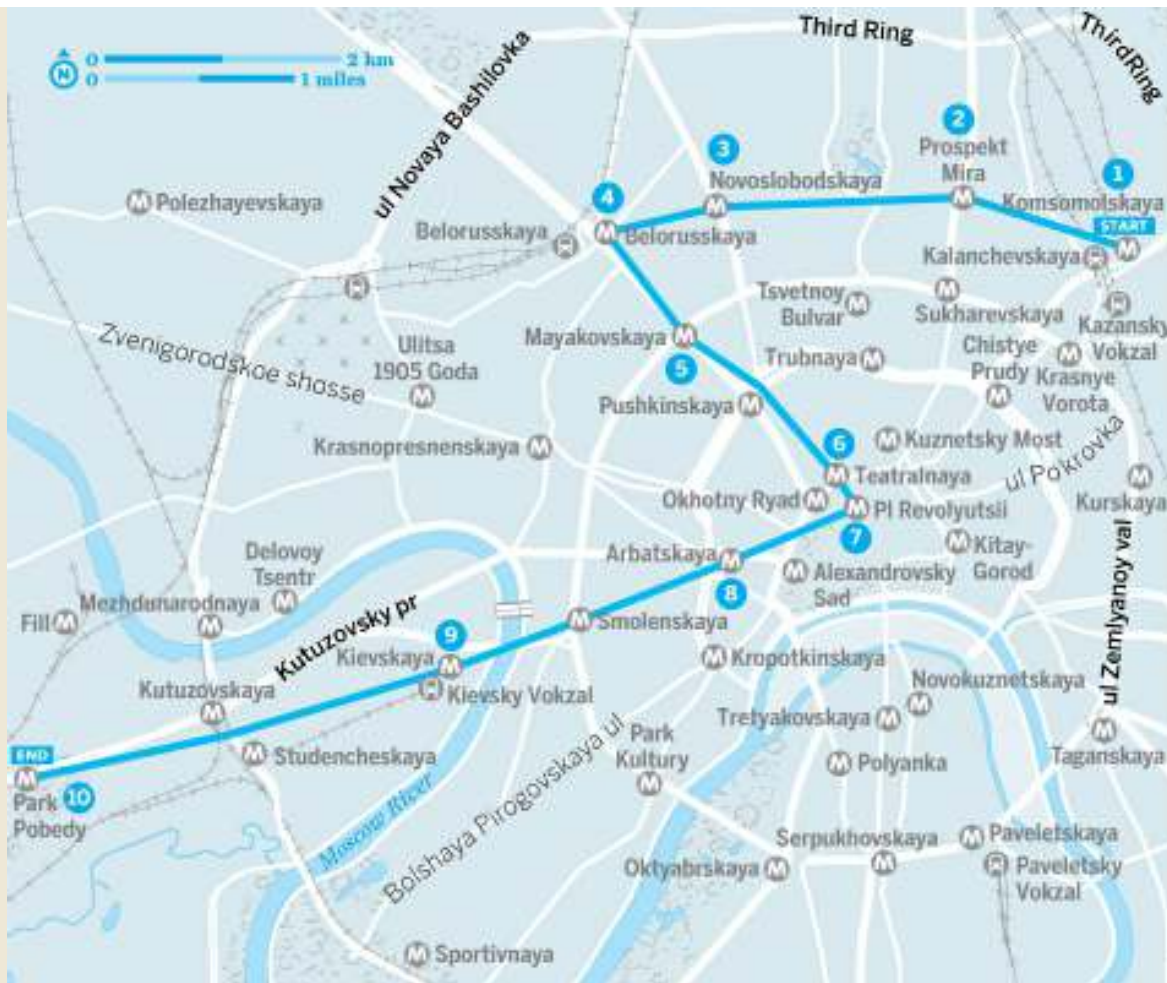 0 2 km
N
0 1 miles
ul Novaya Bashilovka
Third Ring
ThirdRing
2
Prospekt
Mira
3
Novoslobodskaya
1
Komsomolskaya
START
4
Belorusskaya
Belorusskaya
Polezhayevskaya
Kalanchevskaya
Tsvetnoy
Bulvar
Sukharevskaya
Kazansky
Vokzal
Zvenigorodskoe shosse
Ulitsa
1905 Goda
Mayakovskaya
5
Trubnaya
Chistye
Prudy
Krasnye
Vorota
Pushkinskaya
Krasnopresnenskaya
6
Teatralnaya
Kuznetsky Most
ul Pokrovka
Kurskaya
Okhotny Ryad
Pl Revolyutsii
7
Arbatskaya
8
Alexandrovsky
Sad
Kitay-
Gorod
ul Zemlyanoy val
Delovoy
Tsentr
Mezhdunarodnaya
Fili
Kutuzovsky pr
9
Kievskaya
Kievsky Vokzal
Smolenskaya
Kropotkinskaya
Novokuznetskaya
Tretyakovskaya
Taganskaya
Kutuzovskaya
Studencheskaya
END
10
Park
Pobedy
Park
Kultury
Polyanka
Moscow River
Bolshaya Pirogovskaya ul
Serpukhovskaya
Paveletskaya
Oktyabrskaya
Paveletsky
Vokzal
Sportivnaya